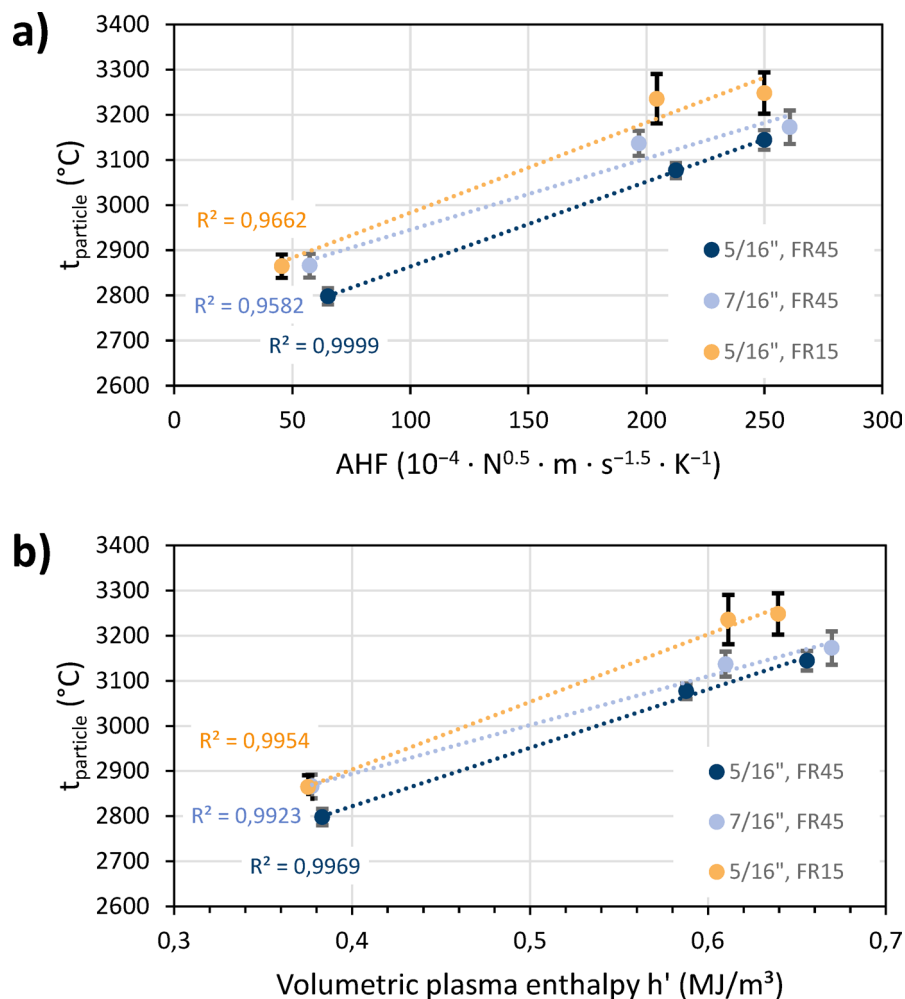 a)
3400
3300
3200
3100
3000
2900
2800
2700
2600
t_particle (°C)
R² = 0,9662
R² = 0,9582
R² = 0,9999
5/16", FR45
7/16", FR45
5/16", FR15
0 50 100 150 200 250 300
AHF (10⁻⁴ · N⁰·⁵ · m · s⁻¹·⁵ · K⁻¹)
b)
3400
3300
3200
3100
3000
2900
2800
2700
2600
t_particle (°C)
R² = 0,9954
R² = 0,9923
R² = 0,9969
5/16", FR45
7/16", FR45
5/16", FR15
0,3 0,4 0,5 0,6 0,7
Volumetric plasma enthalpy h' (MJ/m³)